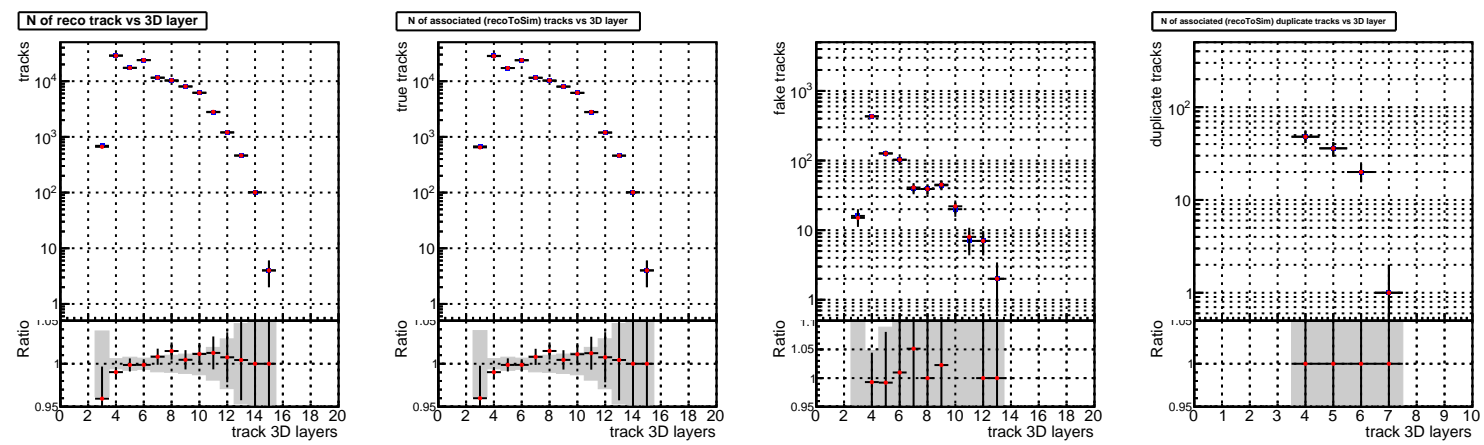 N of reco track vs 3D layer
tracks
10⁴
10³
10²
10
1
Ratio
1.05
1
0.95
0 2 4 6 8 10 12 14 16 18 20
track 3D layers
N of associated (recoToSim) tracks vs 3D layer
true tracks
10⁴
10³
10²
10
1
Ratio
1.05
1
0.95
0 2 4 6 8 10 12 14 16 18 20
track 3D layers
fake tracks
10³
10²
10
1
Ratio
1.1
1.05
1
0.95
0 2 4 6 8 10 12 14 16 18 20
track 3D layers
N of associated (recoToSim) duplicate tracks vs 3D layer
duplicate tracks
10²
10
1
Ratio
1.05
1
0.95
0 1 2 3 4 5 6 7 8 9 10
track 3D layers